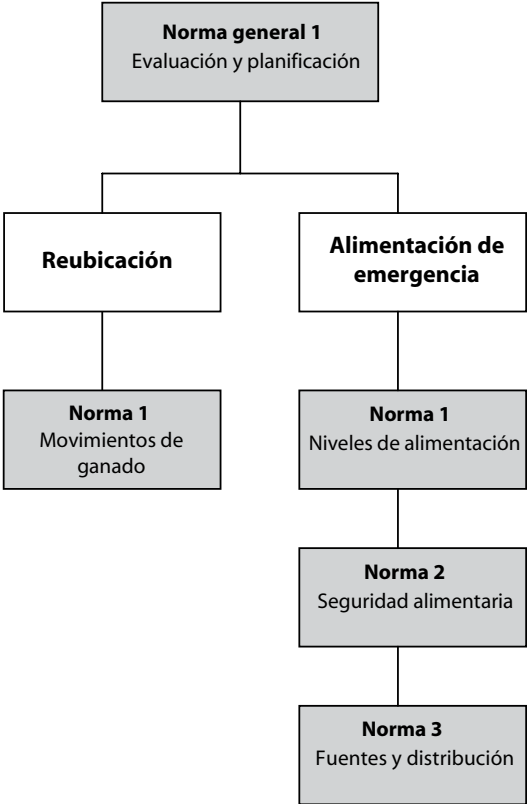 Norma general 1
Evaluación y planificación
Reubicación
Alimentación de
emergencia
Norma 1
Movimientos de
ganado
Norma 1
Niveles de alimentación
Norma 2
Seguridad alimentaria
Norma 3
Fuentes y distribución